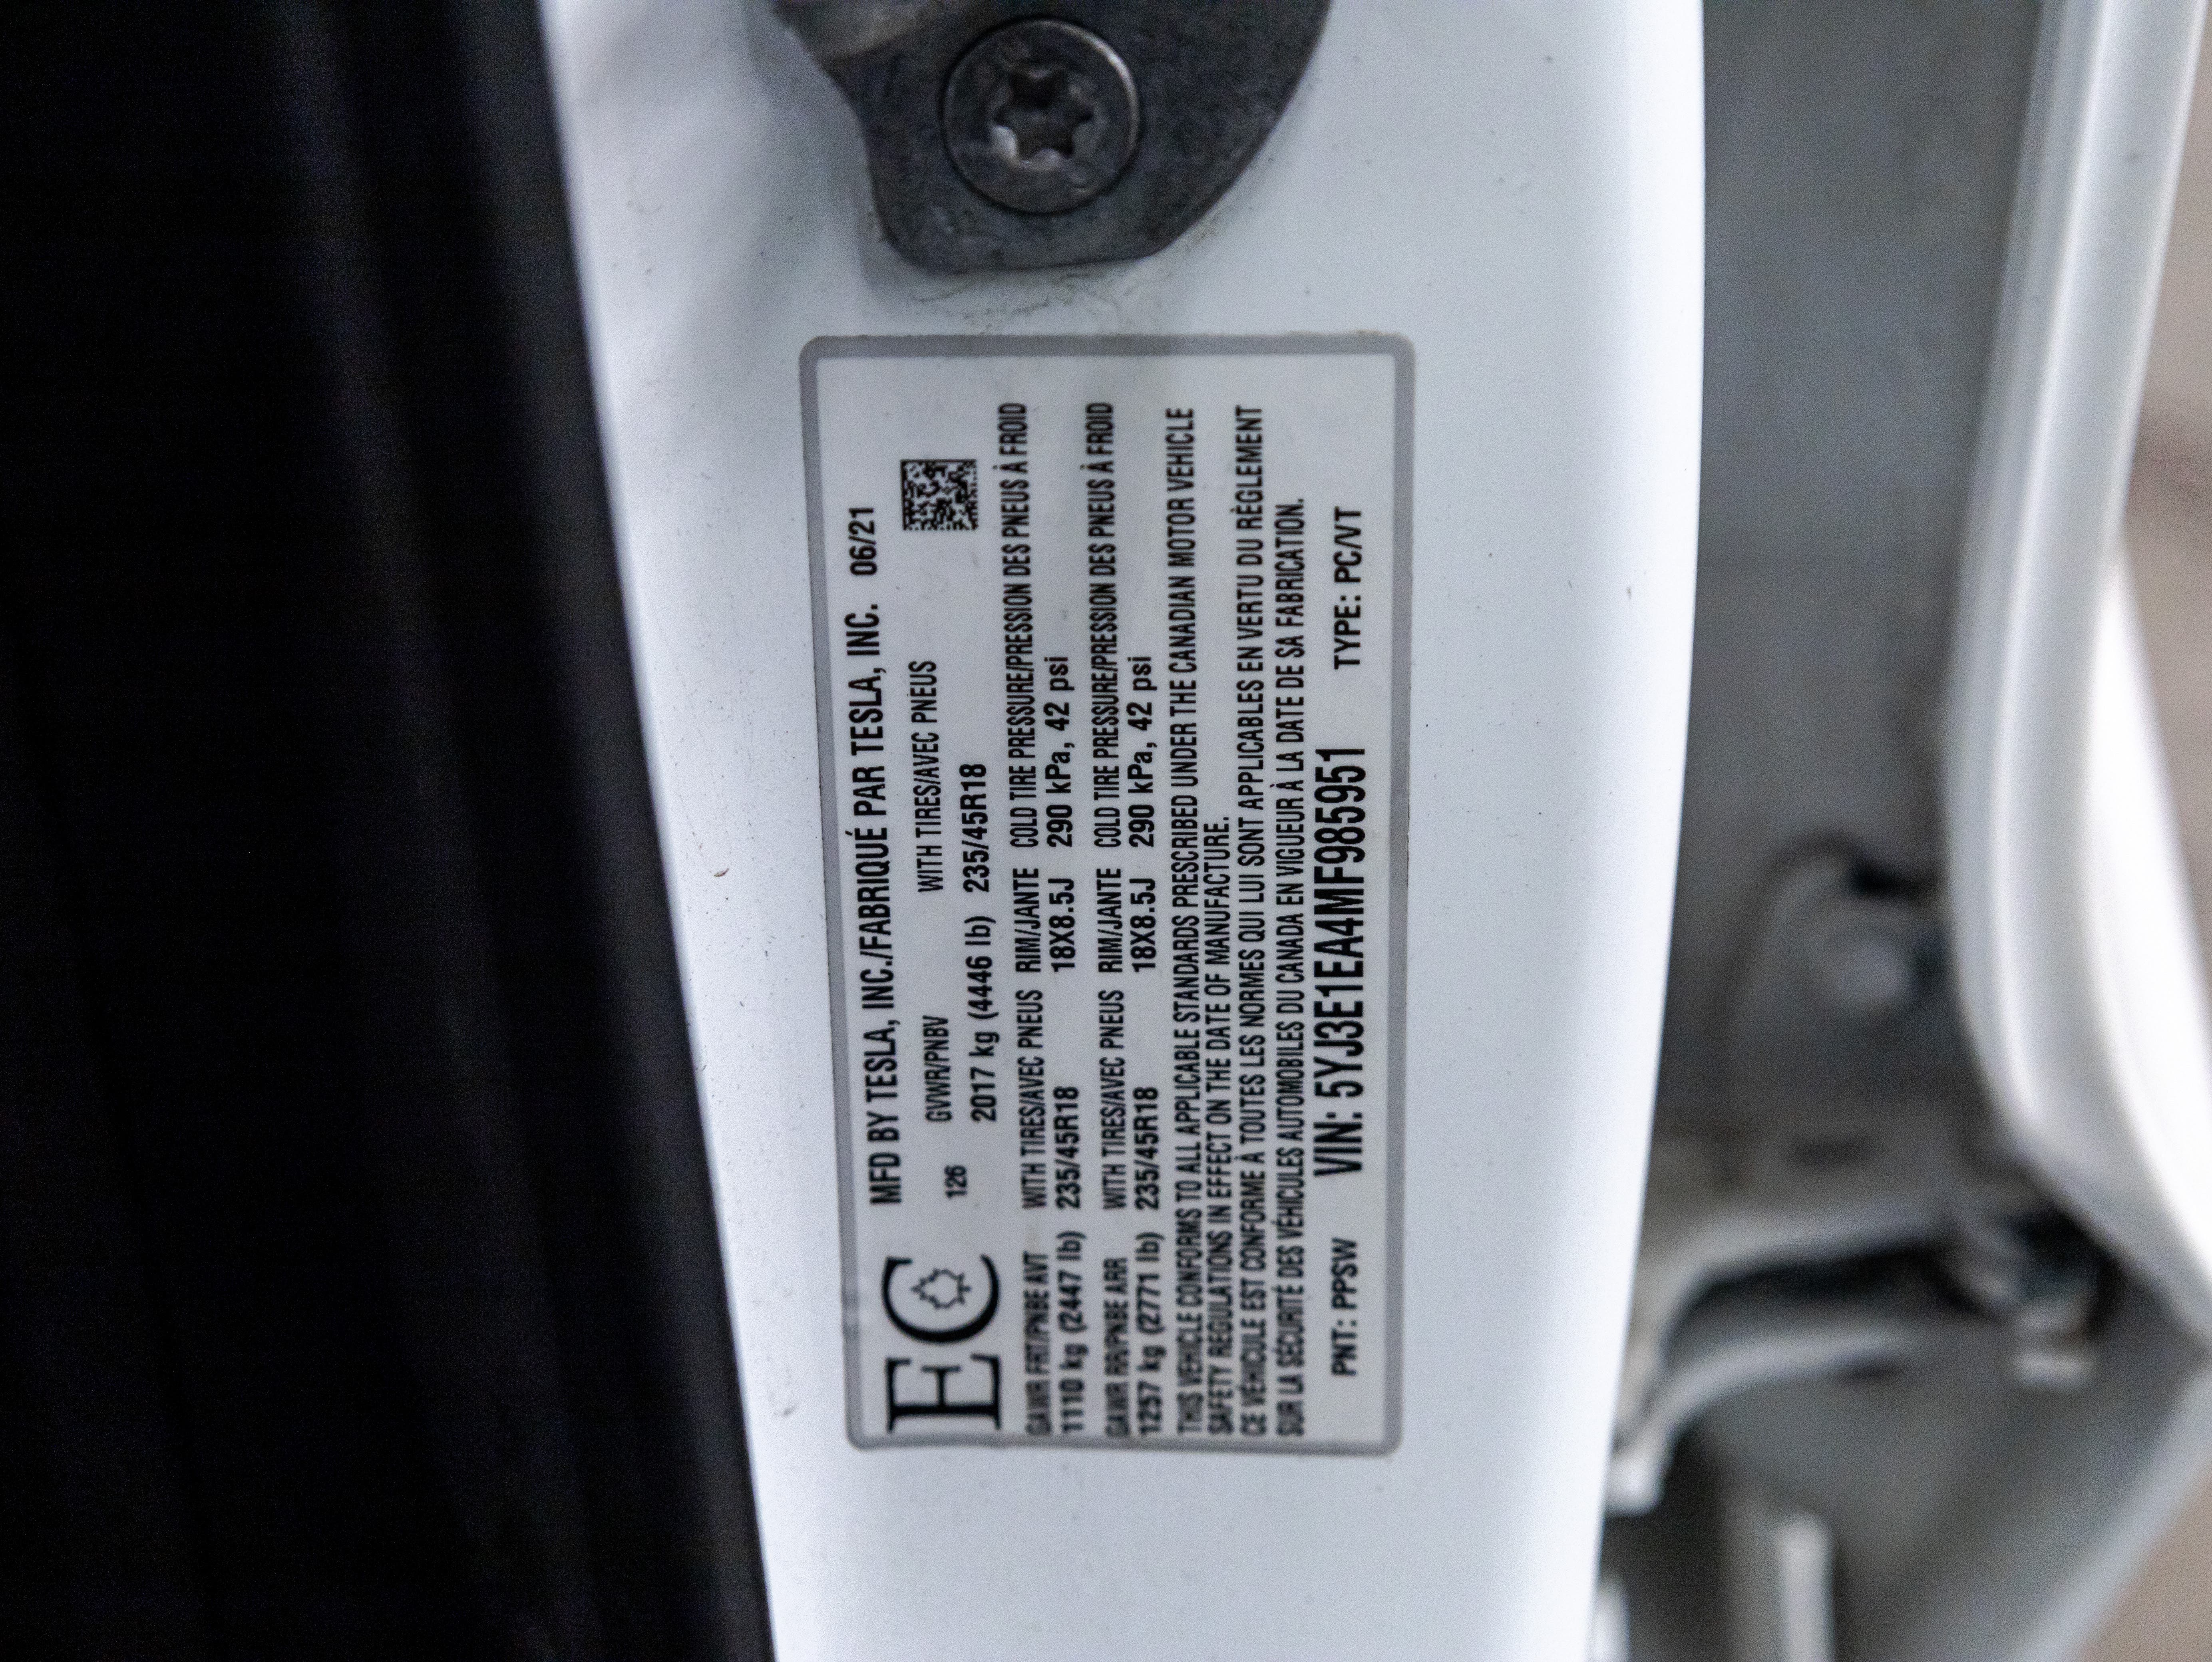 EC
MFD BY TESLA, INC./FABRIQUÉ PAR TESLA, INC. 06/21
126 GVWR/PNBV WITH TIRES/AVEC PNEUS
2017 kg (4446 lb) 235/45R18
GAWR FRT/PNBE AVT WITH TIRES/AVEC PNEUS RIM/JANTE COLD TIRE PRESSURE/PRESSION DES PNEUS À FROID
1110 kg (2447 lb) 235/45R18 18X8.5J 290 kPa, 42 psi
GAWR RR/PNBE ARR WITH TIRES/AVEC PNEUS RIM/JANTE COLD TIRE PRESSURE/PRESSION DES PNEUS À FROID
1257 kg (2771 lb) 235/45R18 18X8.5J 290 kPa, 42 psi
THIS VEHICLE CONFORMS TO ALL APPLICABLE STANDARDS PRESCRIBED UNDER THE CANADIAN MOTOR VEHICLE
SAFETY REGULATIONS IN EFFECT ON THE DATE OF MANUFACTURE.
CE VÉHICULE EST CONFORME À TOUTES LES NORMES QUI LUI SONT APPLICABLES EN VERTU DU RÈGLEMENT
SUR LA SÉCURITÉ DES VÉHICULES AUTOMOBILES DU CANADA EN VIGUEUR À LA DATE DE SA FABRICATION.
PNT: PPSW VIN: 5YJ3E1EA4MF985951 TYPE: PC/VT